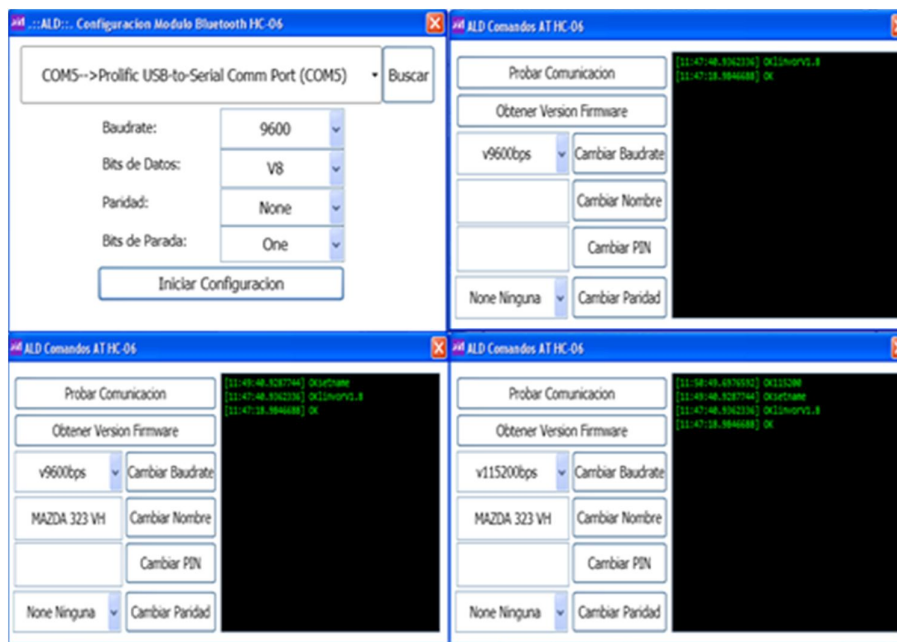 .::ALD::. Configuracion Modulo Bluetooth HC-06
COM5-->Prolific USB-to-Serial Comm Port (COM5)
Buscar
Baudrate:
9600
Bits de Datos:
V8
Paridad:
None
Bits de Parada:
One
Iniciar Configuracion
ALD Comandos AT HC-06
Probar Comunicacion
Obtener Version Firmware
v9600bps
Cambiar Baudrate
Cambiar Nombre
Cambiar PIN
None Ninguna
Cambiar Paridad
[11:47:40.9362336] OKlinvorV1.8
[11:47:18.9846688] OK
ALD Comandos AT HC-06
Probar Comunicacion
Obtener Version Firmware
v9600bps
Cambiar Baudrate
MAZDA 323 VH
Cambiar Nombre
Cambiar PIN
None Ninguna
Cambiar Paridad
[11:49:40.9287744] OKsetname
[11:47:40.9362336] OKlinvorV1.8
[11:47:18.9846688] OK
ALD Comandos AT HC-06
Probar Comunicacion
Obtener Version Firmware
v115200bps
Cambiar Baudrate
MAZDA 323 VH
Cambiar Nombre
Cambiar PIN
None Ninguna
Cambiar Paridad
[11:50:49.6976592] OK115200
[11:49:40.9287744] OKsetname
[11:47:40.9362336] OKlinvorV1.8
[11:47:18.9846688] OK